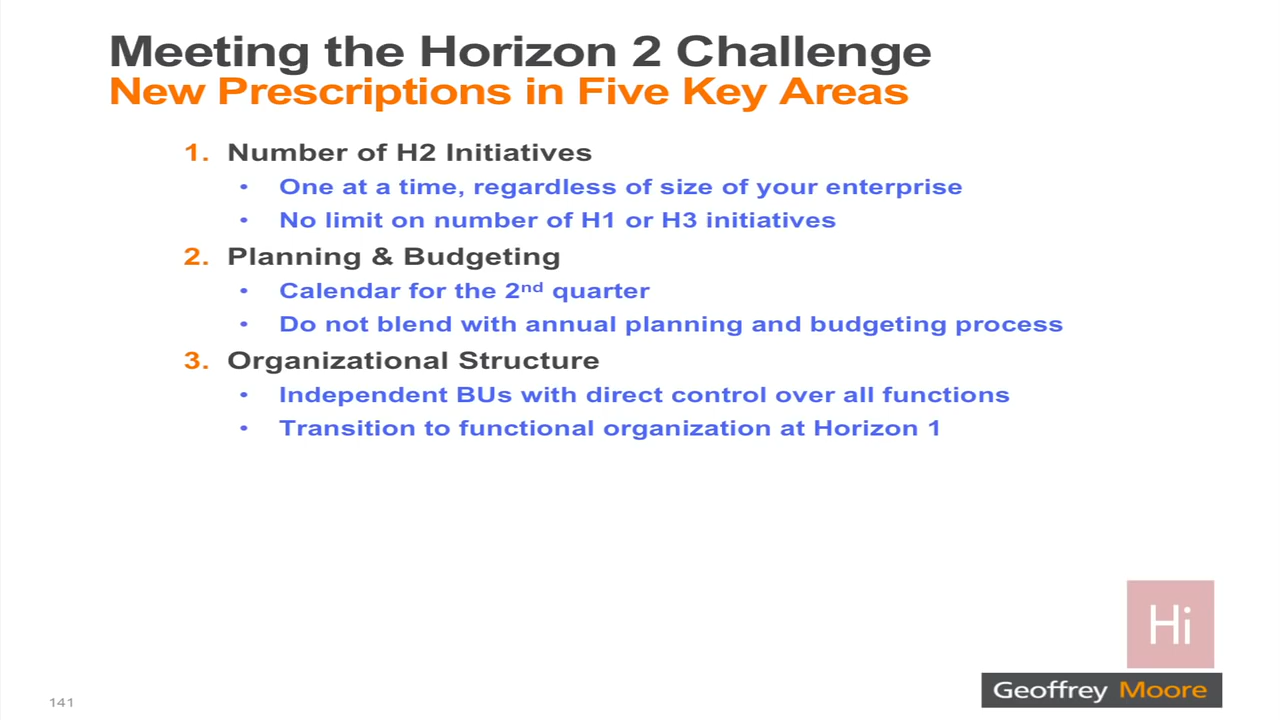 Meeting the Horizon 2 Challenge
New Prescriptions in Five Key Areas
1. Number of H2 Initiatives
• One at a time, regardless of size of your enterprise
• No limit on number of H1 or H3 initiatives
2. Planning & Budgeting
• Calendar for the 2nd quarter
• Do not blend with annual planning and budgeting process
3. Organizational Structure
• Independent BUs with direct control over all functions
• Transition to functional organization at Horizon 1
Hi
Geoffrey Moore
141